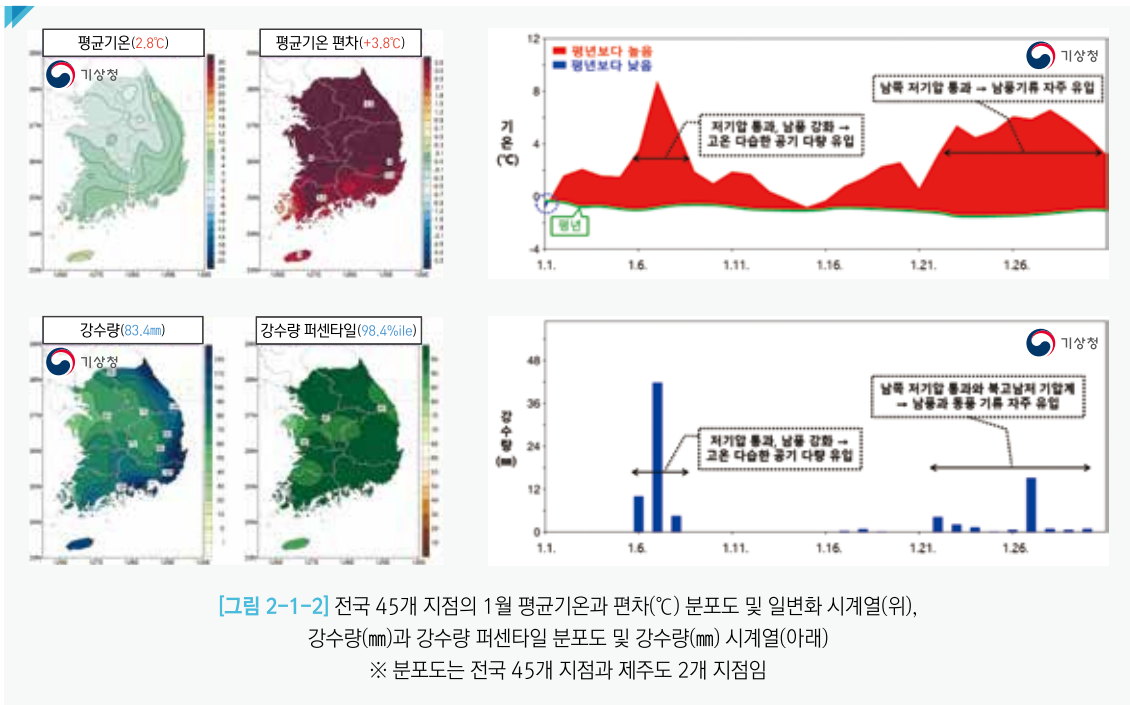 평균기온(2.8℃)
평균기온 편차(+3.8℃)
기상청
12
8
4
0
-4
기온(℃)
평년보다 높음
평년보다 낮음
기상청
저기압 통과, 남풍 강화 →
고온 다습한 공기 다량 유입
남쪽 저기압 통과 → 남풍기류 자주 유입
평년
1.1.
1.6.
1.11.
1.16.
1.21.
1.26.
강수량(83.4㎜)
강수량 퍼센타일(98.4%ile)
기상청
48
36
24
12
0
강수량(㎜)
기상청
저기압 통과, 남풍 강화 →
고온 다습한 공기 다량 유입
남쪽 저기압 통과와 북고남저 기압계
→ 남풍과 동풍 기류 자주 유입
1.1.
1.6.
1.11.
1.16.
1.21.
1.26.
[그림 2-1-2] 전국 45개 지점의 1월 평균기온과 편차(℃) 분포도 및 일변화 시계열(위),
강수량(㎜)과 강수량 퍼센타일 분포도 및 강수량(㎜) 시계열(아래)
※ 분포도는 전국 45개 지점과 제주도 2개 지점임